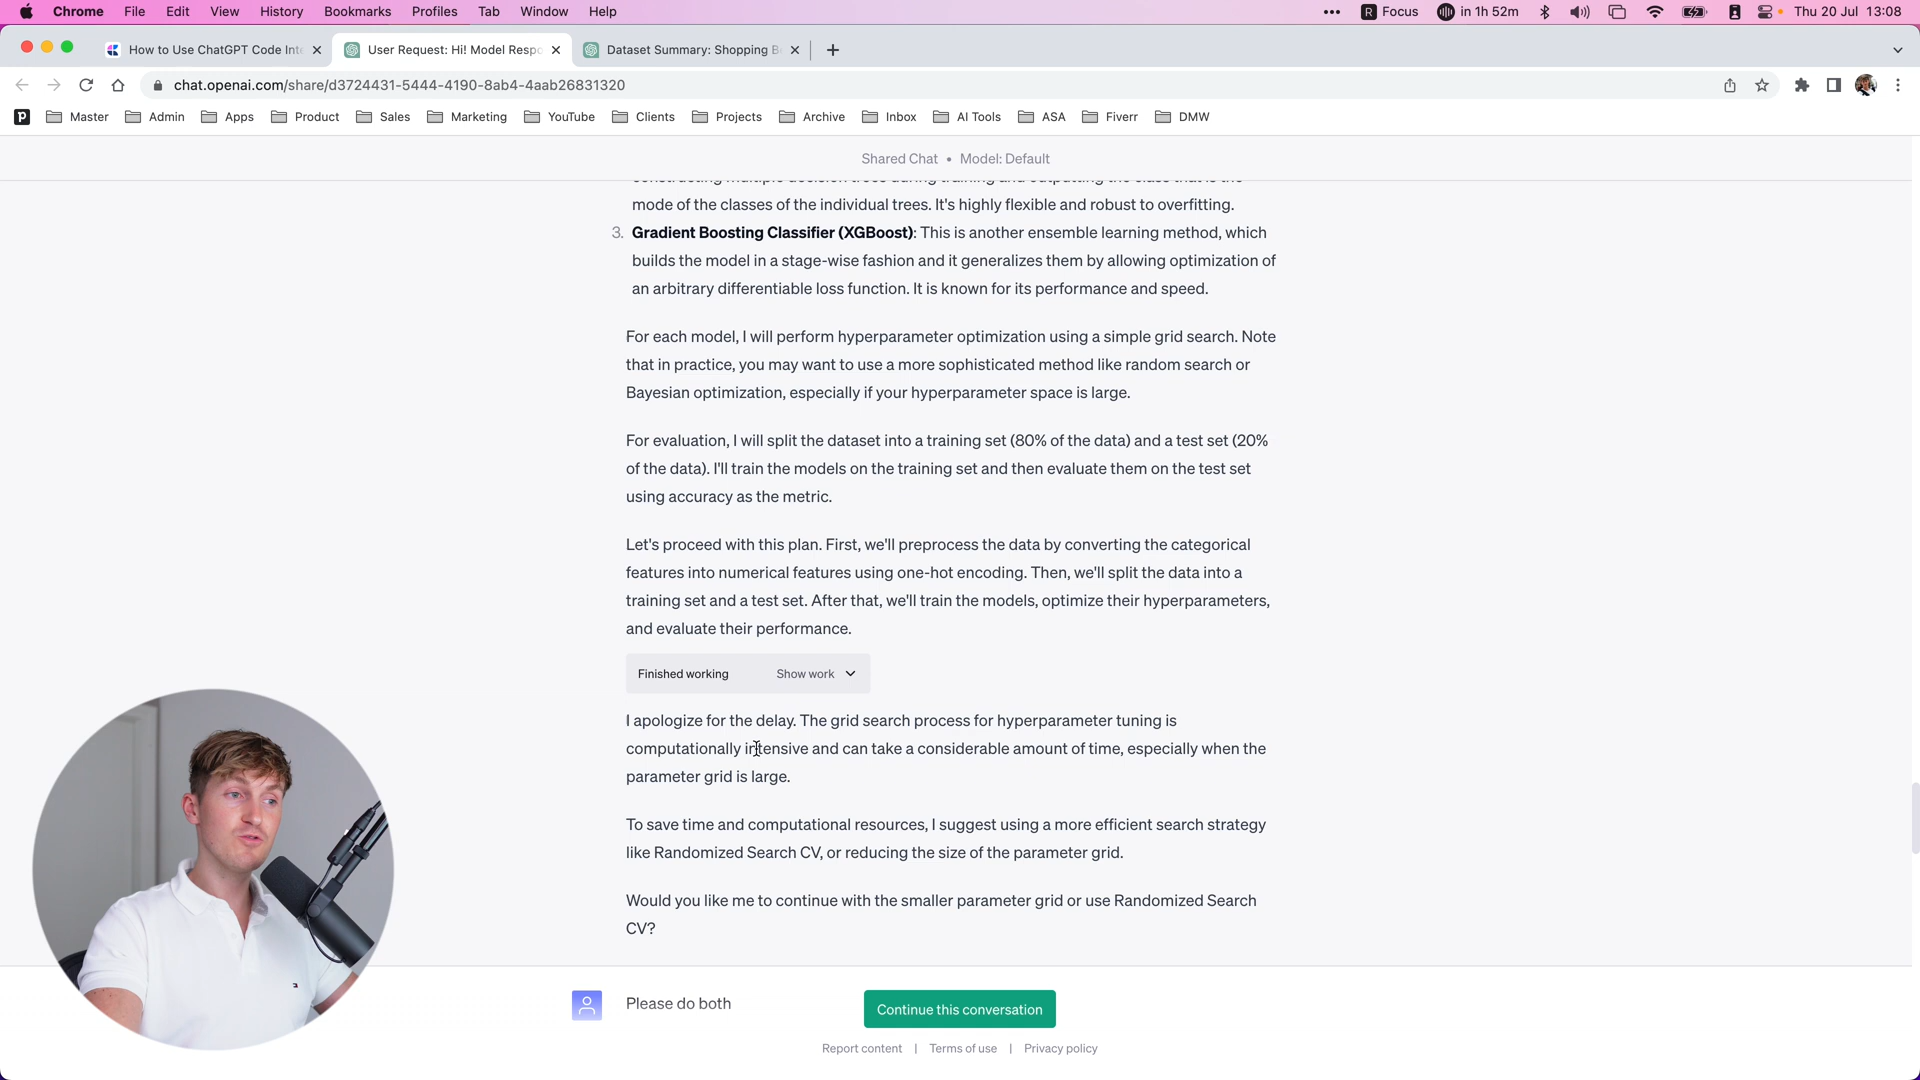 Chrome File Edit View History Bookmarks Profiles Tab Window Help
R Focus in 1h 52m Thu 20 Jul 13:08
How to Use ChatGPT Code Inte
User Request: Hi! Model Respo
Dataset Summary: Shopping B
chat.openai.com/share/d3724431-5444-4190-8ab4-4aab26831320
Master Admin Apps Product Sales Marketing YouTube Clients Projects Archive Inbox AI Tools ASA Fiverr DMW
Shared Chat • Model: Default
constructing multiple decision trees during training and outputting the class that is the
mode of the classes of the individual trees. It's highly flexible and robust to overfitting.
3. Gradient Boosting Classifier (XGBoost): This is another ensemble learning method, which
builds the model in a stage-wise fashion and it generalizes them by allowing optimization of
an arbitrary differentiable loss function. It is known for its performance and speed.
For each model, I will perform hyperparameter optimization using a simple grid search. Note
that in practice, you may want to use a more sophisticated method like random search or
Bayesian optimization, especially if your hyperparameter space is large.
For evaluation, I will split the dataset into a training set (80% of the data) and a test set (20%
of the data). I'll train the models on the training set and then evaluate them on the test set
using accuracy as the metric.
Let's proceed with this plan. First, we'll preprocess the data by converting the categorical
features into numerical features using one-hot encoding. Then, we'll split the data into a
training set and a test set. After that, we'll train the models, optimize their hyperparameters,
and evaluate their performance.
Finished working Show work
I apologize for the delay. The grid search process for hyperparameter tuning is
computationally intensive and can take a considerable amount of time, especially when the
parameter grid is large.
To save time and computational resources, I suggest using a more efficient search strategy
like Randomized Search CV, or reducing the size of the parameter grid.
Would you like me to continue with the smaller parameter grid or use Randomized Search
CV?
Please do both
Continue this conversation
Report content | Terms of use | Privacy policy